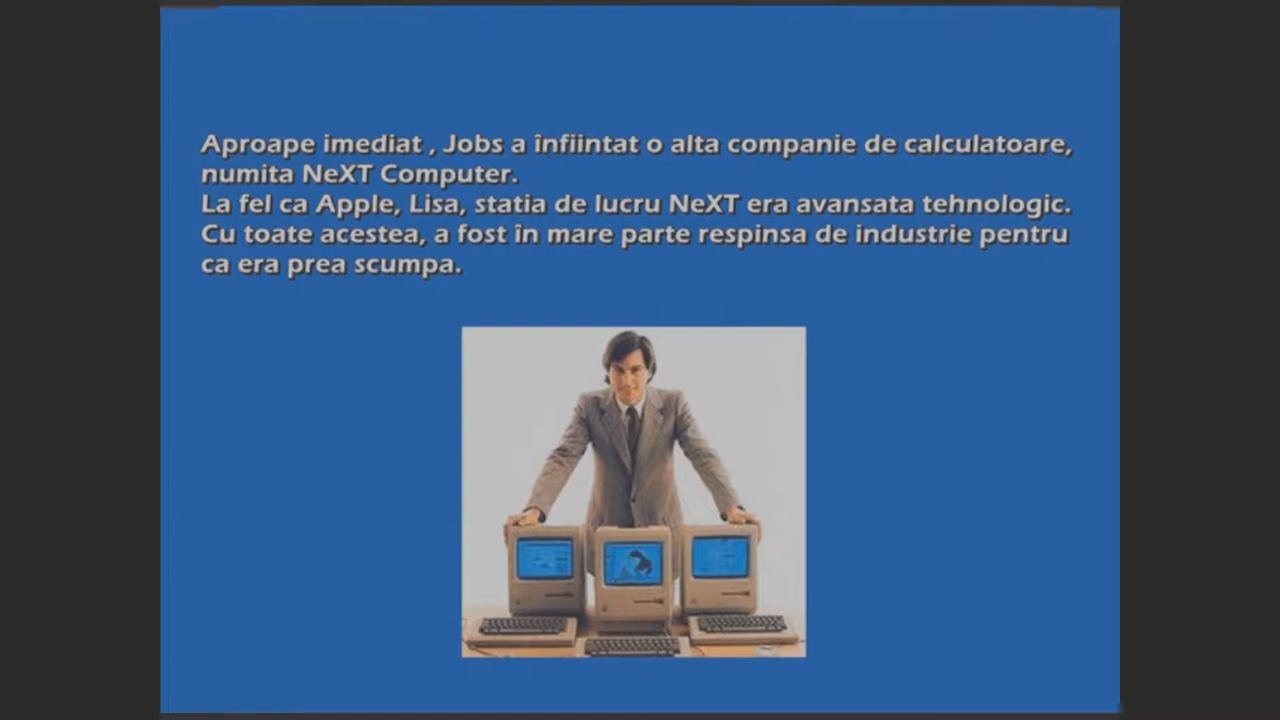 Aproape imediat , Jobs a înfiintat o alta companie de calculatoare,
numita NeXT Computer.
La fel ca Apple, Lisa, statia de lucru NeXT era avansata tehnologic.
Cu toate acestea, a fost în mare parte respinsa de industrie pentru
ca era prea scumpa.